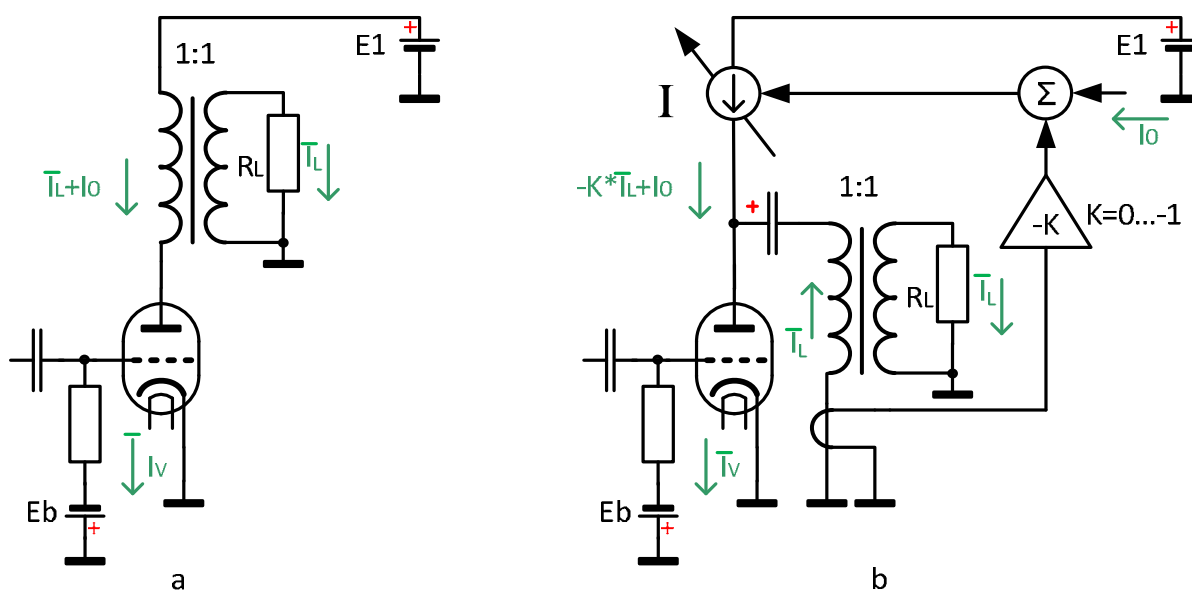 1:1
E1
+
I̅L+I0
RL
I̅L
I̅V
Eb
+
a
E1
+
I
Σ
I0
-K*I̅L+I0
+
1:1
-K
K=0...-1
RL
I̅L
I̅L
I̅V
Eb
+
b